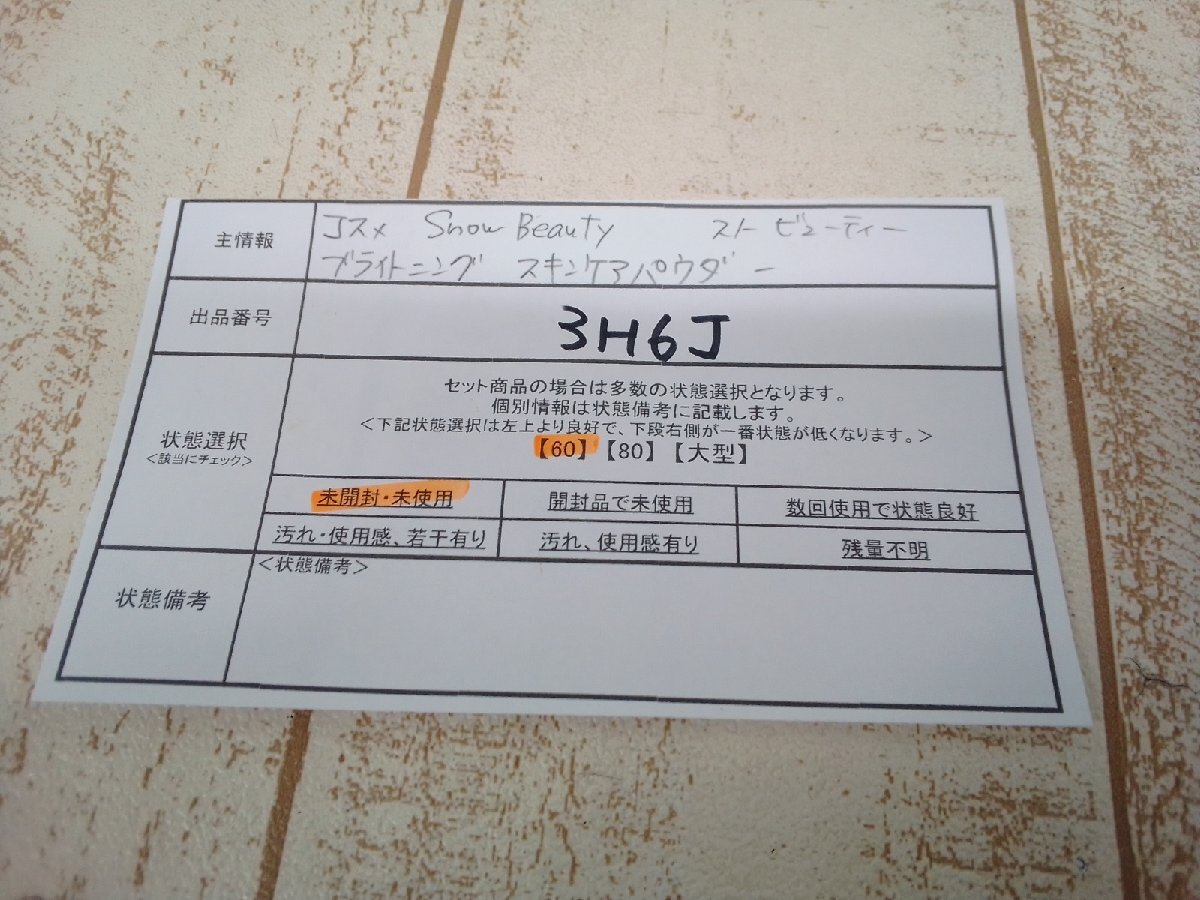 主情報
Jコスメ Snow Beauty スノー ビューティー
ブライトニング スキンケアパウダー
出品番号
3H6J
状態選択
<該当にチェック>
セット商品の場合は多数の状態選択となります。
個別情報は状態備考に記載します。
<下記状態選択は左上より良好で、下段右側が一番状態が低くなります。>
【60】【80】【大型】
未開封・未使用 開封品で未使用 数回使用で状態良好
汚れ・使用感、若干有り 汚れ、使用感有り 残量不明
状態備考
<状態備考>